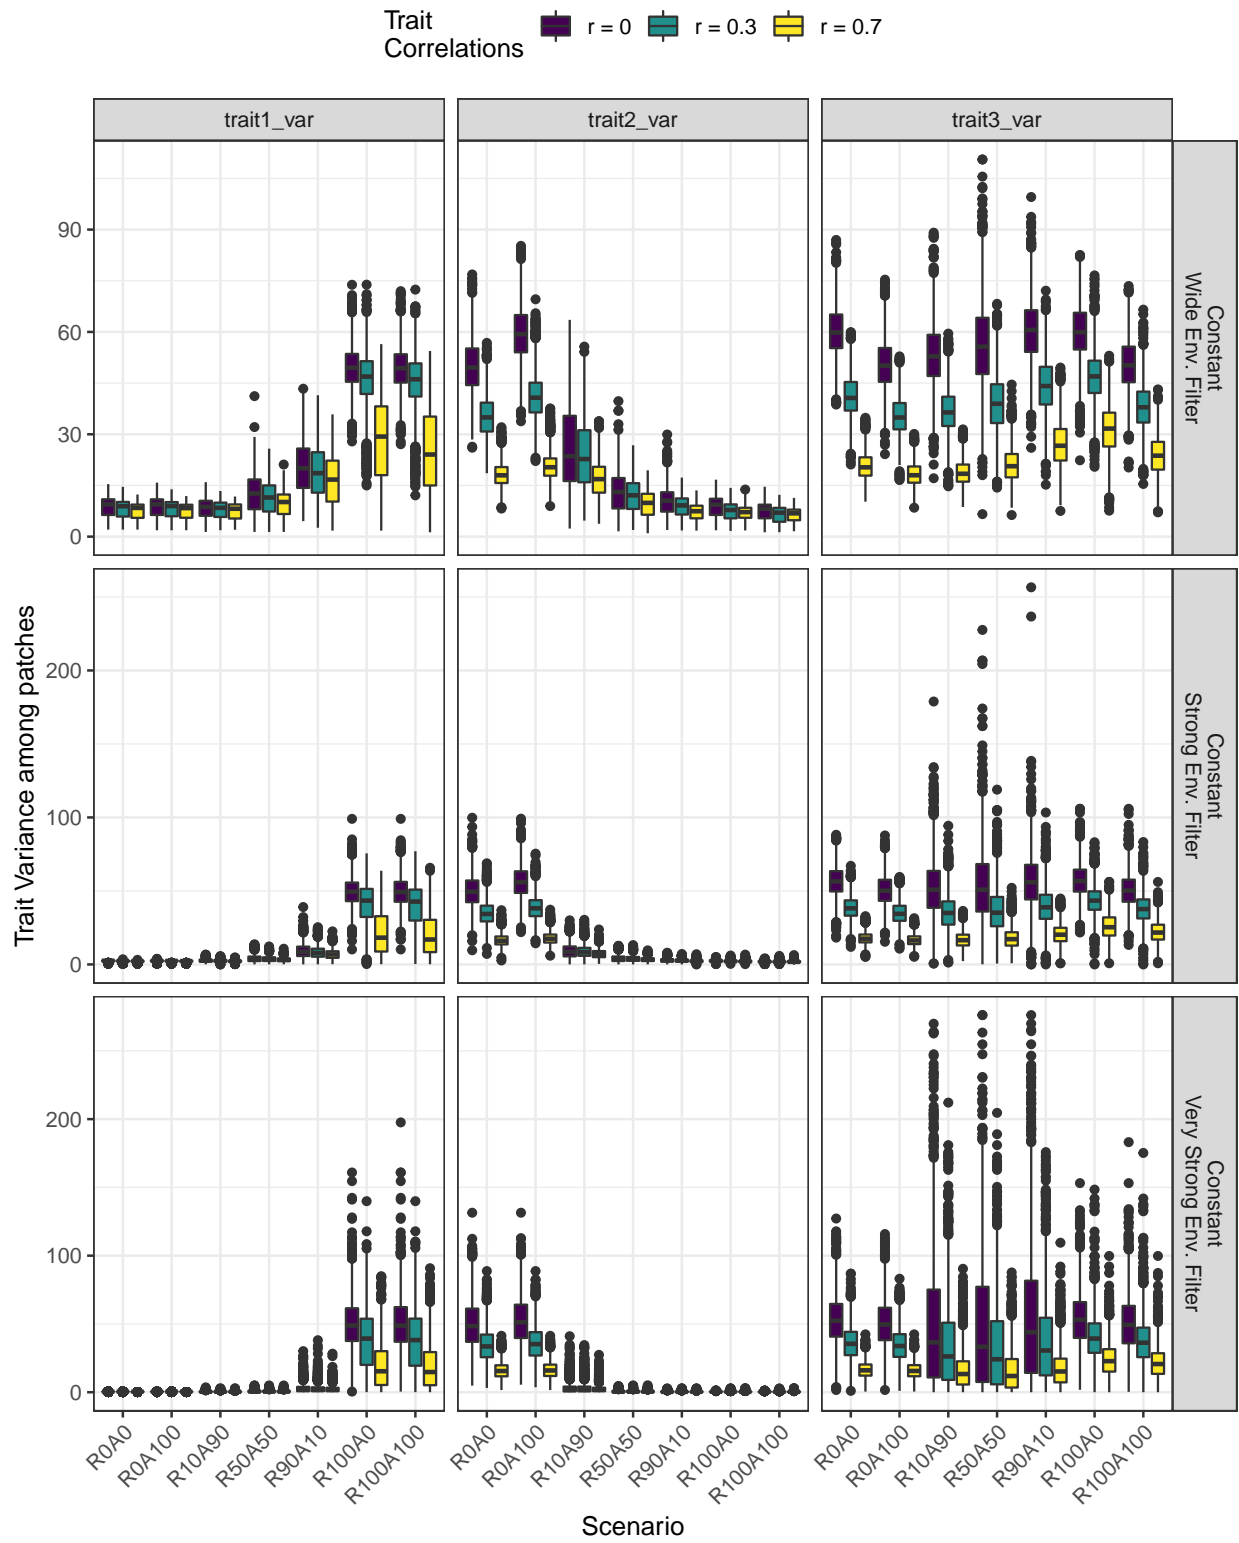 Trait
Correlations
r = 0
r = 0.3
r = 0.7
trait1_var
trait2_var
trait3_var
90
60
30
0
Constant
Wide Env. Filter
Trait Variance among patches
200
100
0
Constant
Strong Env. Filter
200
100
0
Constant
Very Strong Env. Filter
R0A0
R0A100
R10A90
R50A50
R90A10
R100A0
R100A100
R0A0
R0A100
R10A90
R50A50
R90A10
R100A0
R100A100
R0A0
R0A100
R10A90
R50A50
R90A10
R100A0
R100A100
Scenario